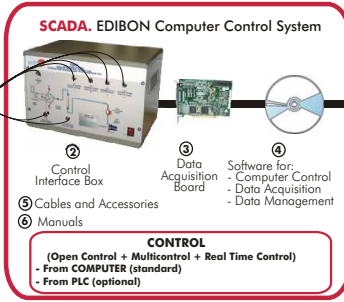 SCADA. EDIBON Computer Control System
② Control Interface Box
③ Data Acquisition Board
④ Software for:
- Computer Control
- Data Acquisition
- Data Management
⑤ Cables and Accessories
⑥ Manuals
CONTROL
(Open Control + Multicontrol + Real Time Control)
- From COMPUTER (standard)
- From PLC (optional)